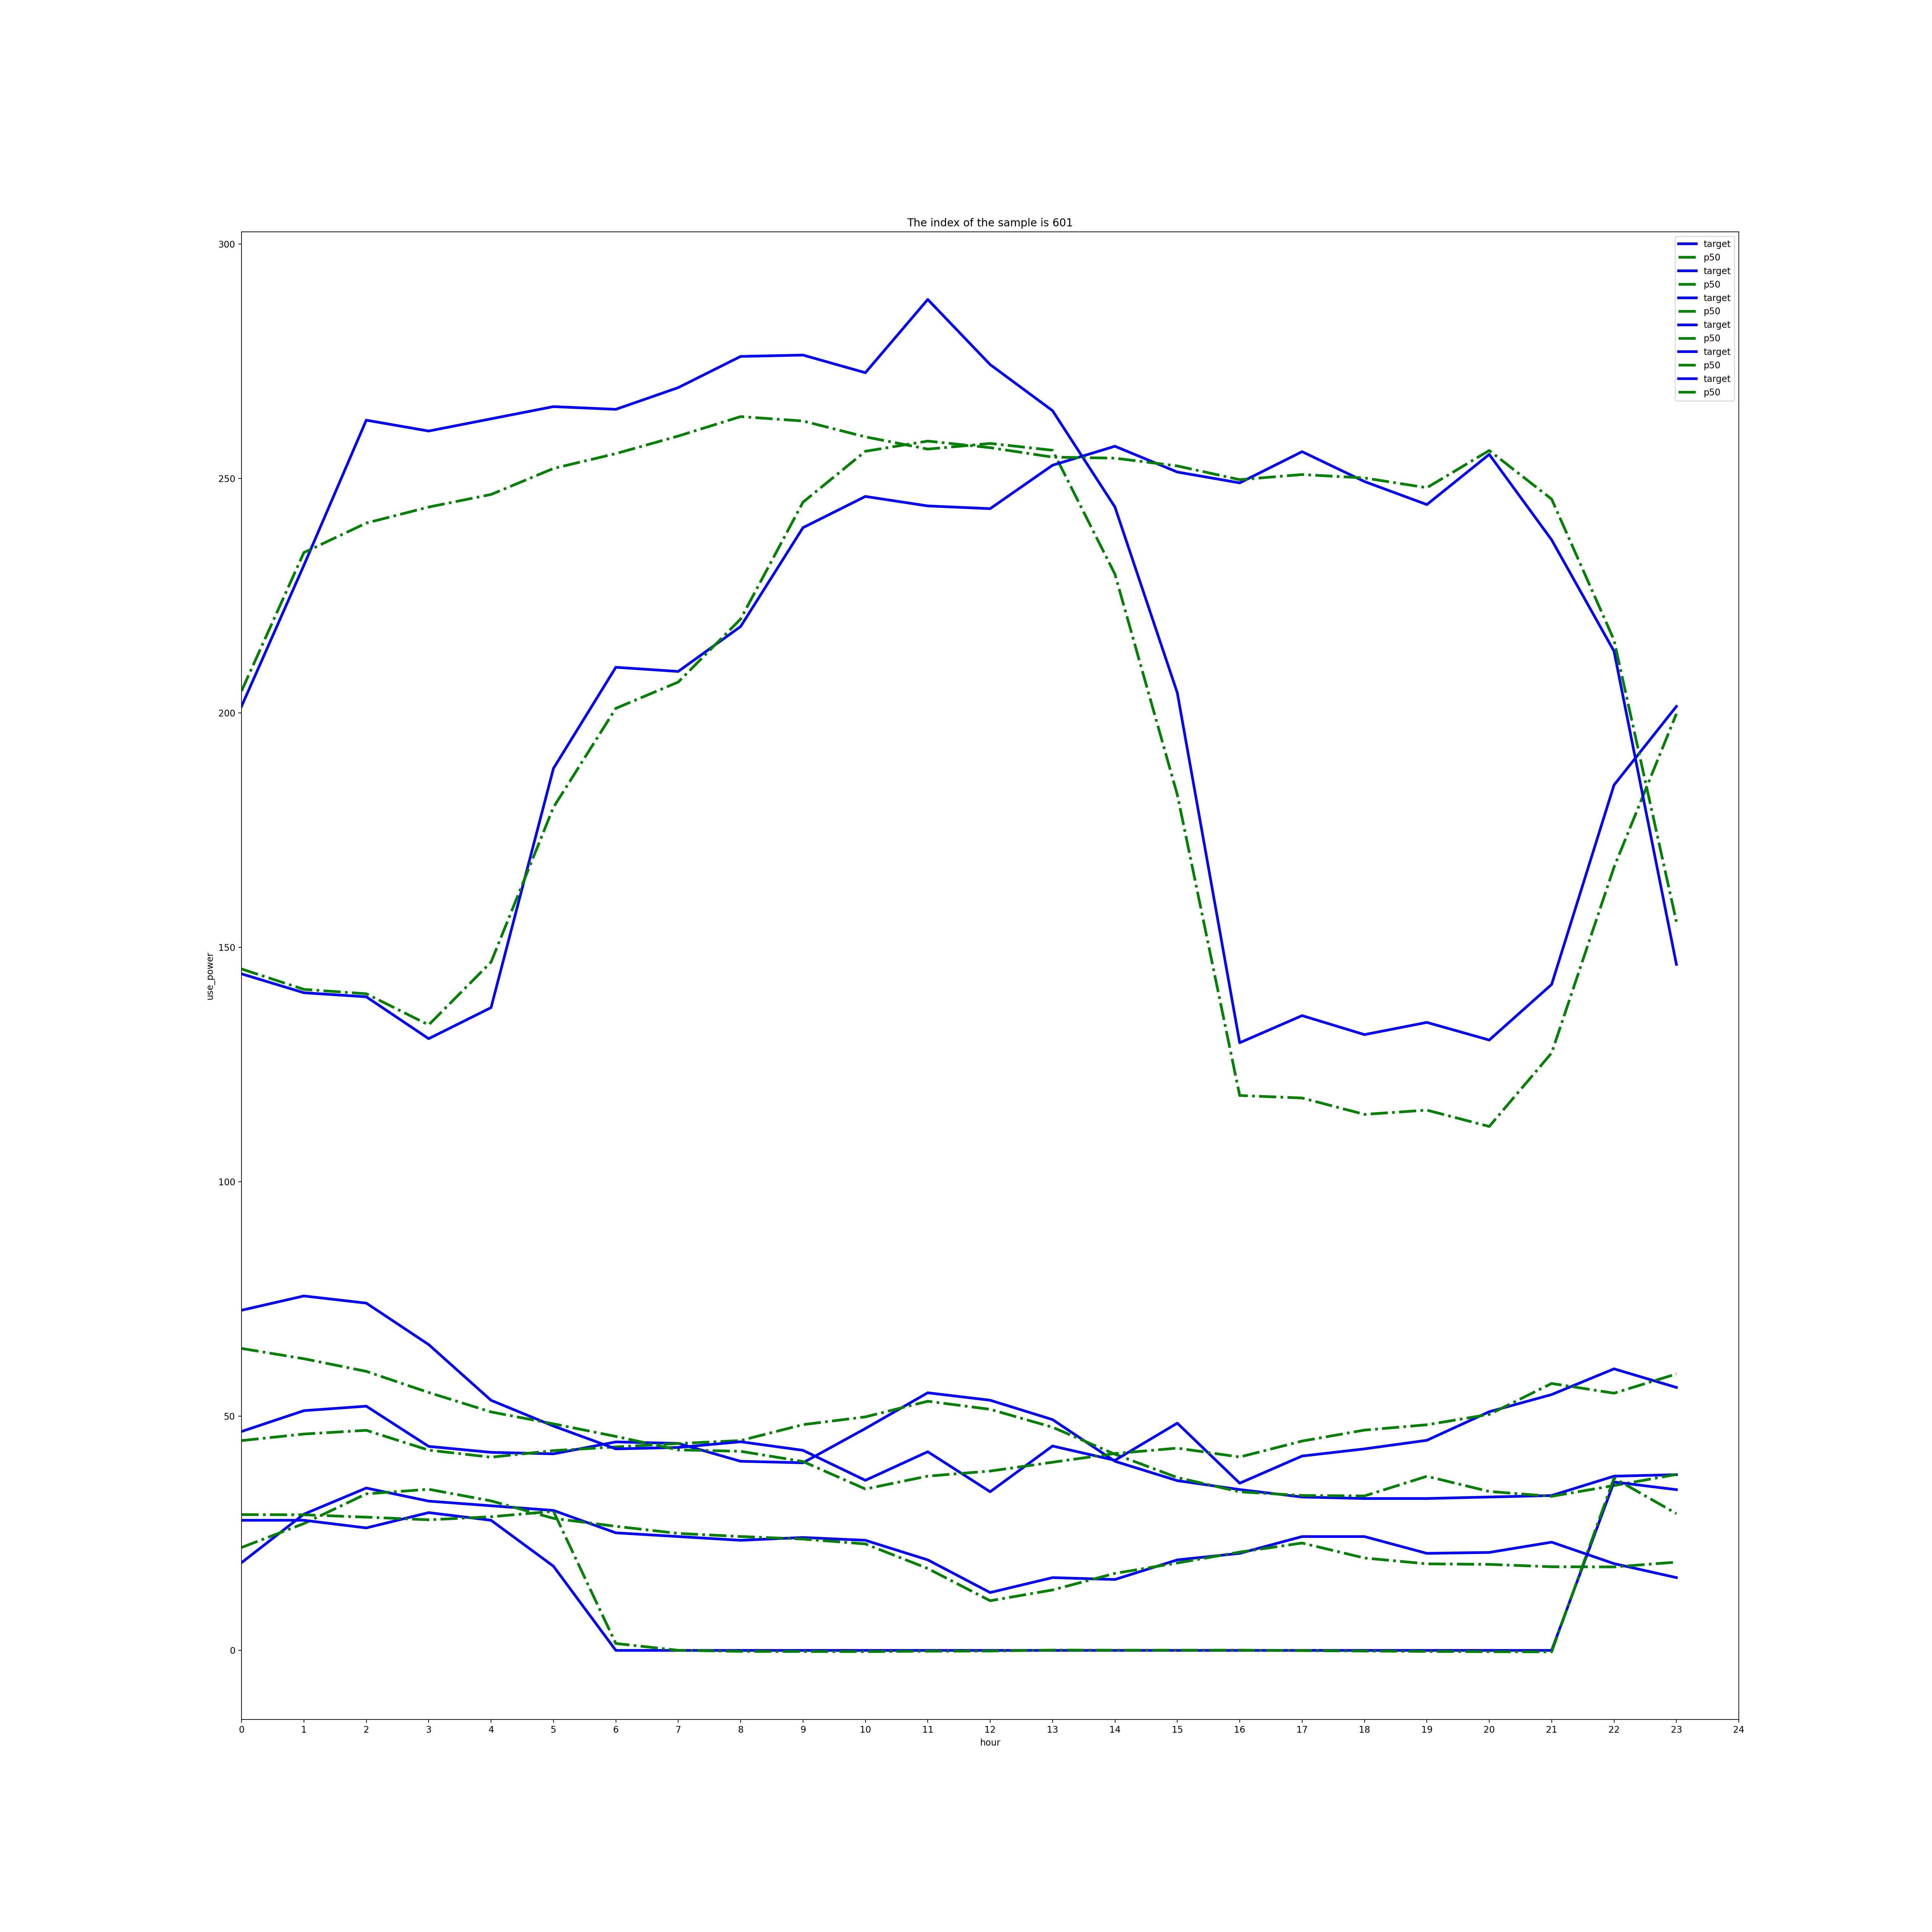 The index of the sample is 601
300
250
200
150
100
50
0
use_power
0 1 2 3 4 5 6 7 8 9 10 11 12 13 14 15 16 17 18 19 20 21 22 23 24
hour
target
p50
target
p50
target
p50
target
p50
target
p50
target
p50